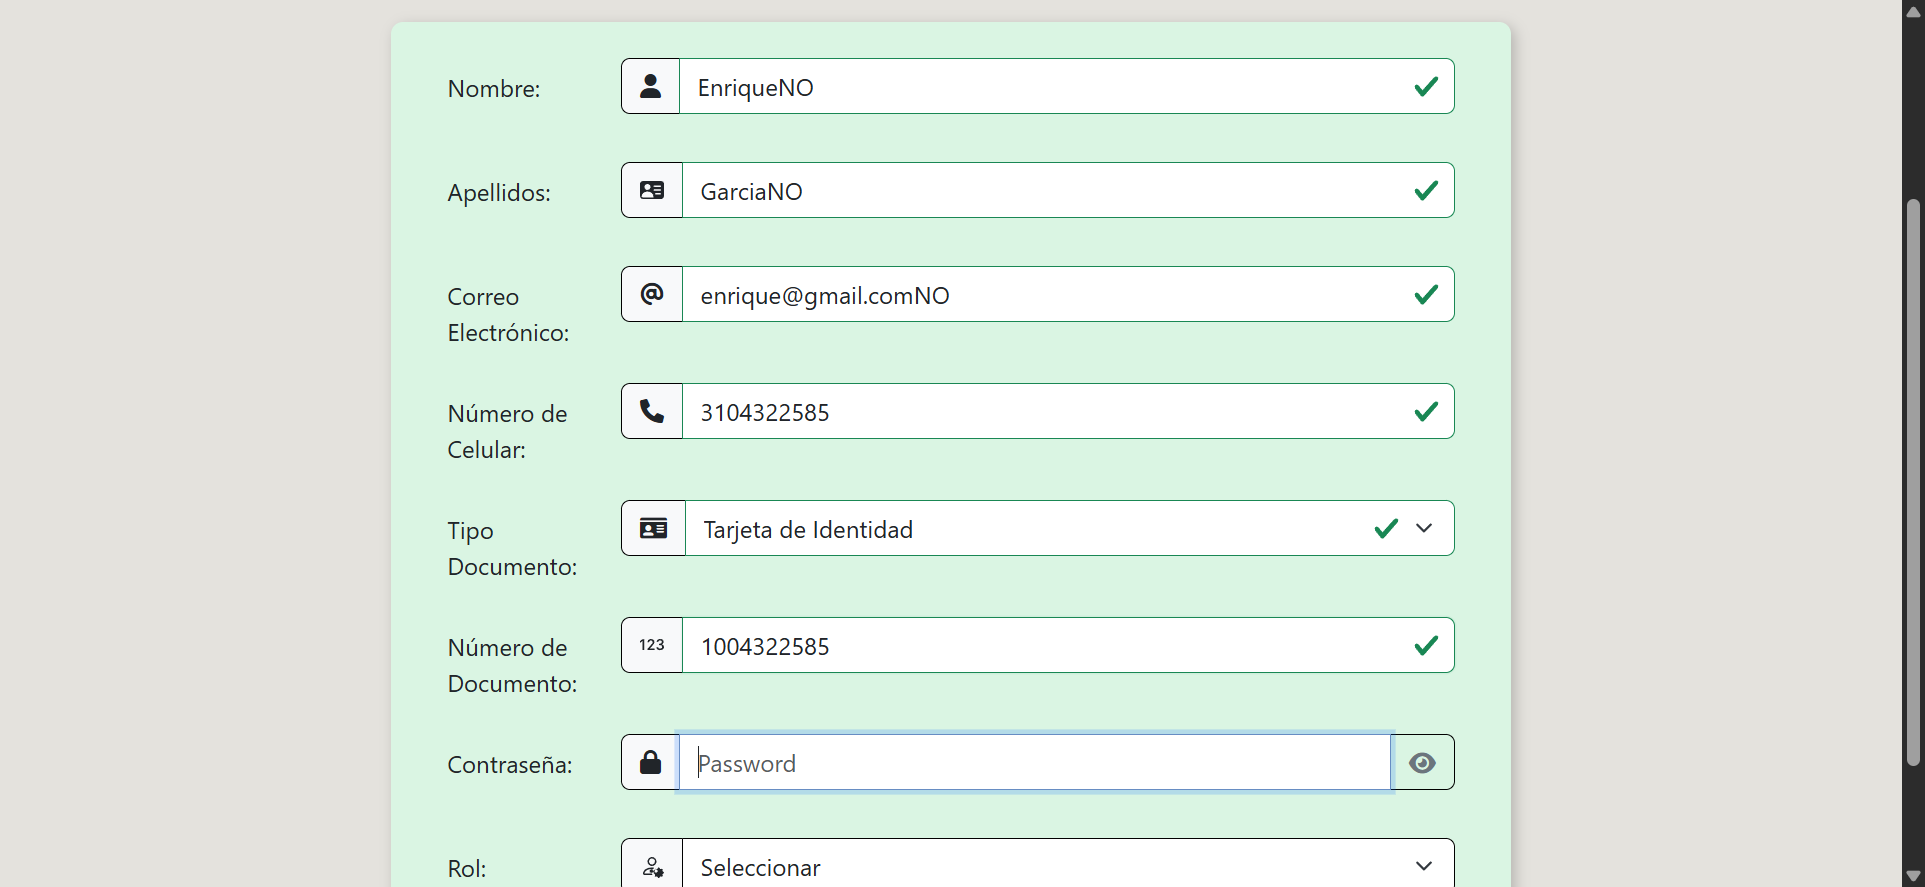 Nombre:
EnriqueNO
Apellidos:
GarciaNO
Correo
Electrónico:
@
enrique@gmail.comNO
Número de
Celular:
3104322585
Tipo
Documento:
Tarjeta de Identidad
Número de
Documento:
123
1004322585
Contraseña:
Password
Rol:
Seleccionar